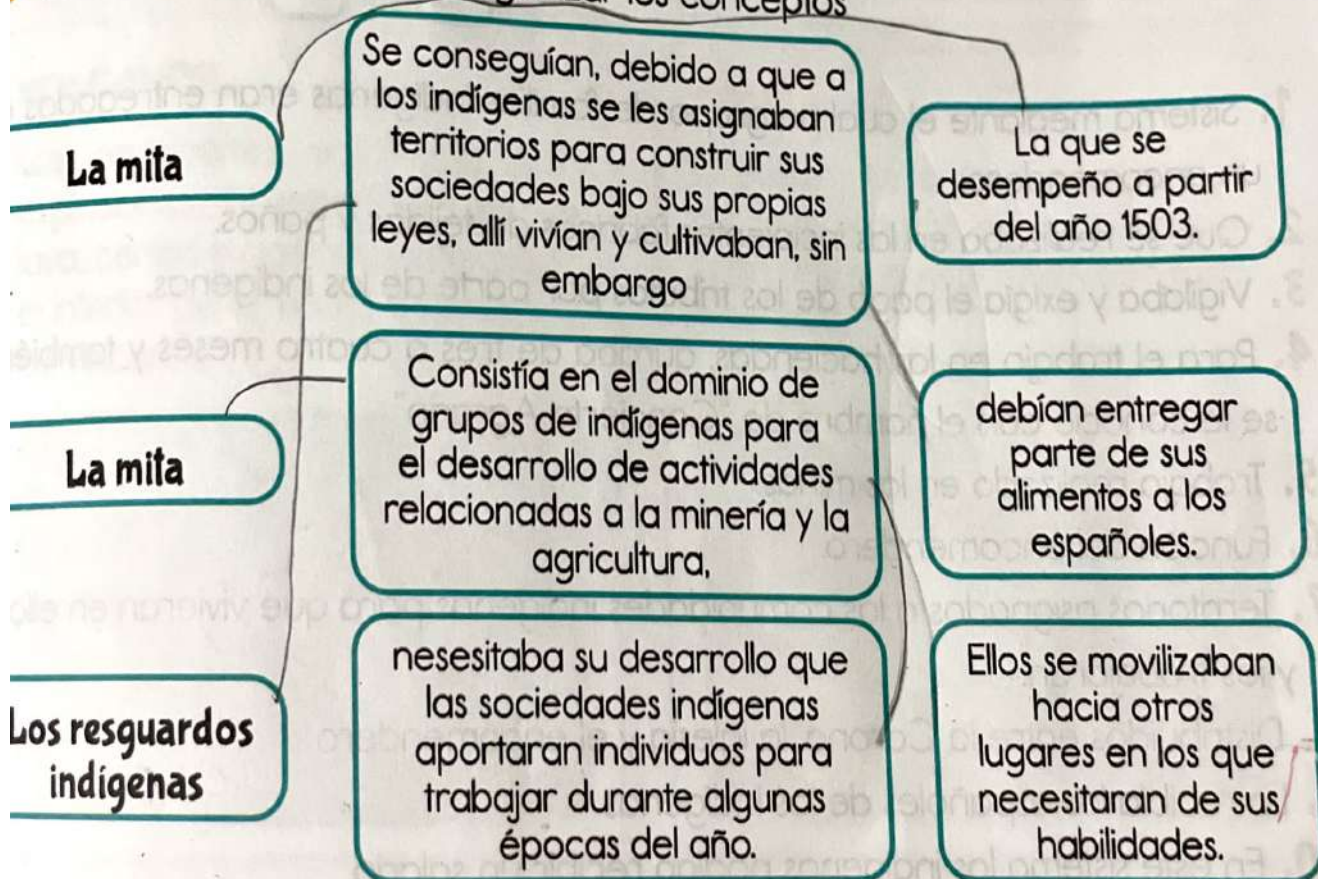 los conceptos
La mita
Se conseguían, debido a que a
los indígenas se les asignaban
territorios para construir sus
sociedades bajo sus propias
leyes, allí vivían y cultivaban, sin
embargo
La que se
desempeño a partir
del año 1503.
La mita
Consistía en el dominio de
grupos de indígenas para
el desarrollo de actividades
relacionadas a la minería y la
agricultura,
debían entregar
parte de sus
alimentos a los
españoles.
Los resguardos
indígenas
nesesitaba su desarrollo que
las sociedades indígenas
aportaran individuos para
trabajar durante algunas
épocas del año.
Ellos se movilizaban
hacia otros
lugares en los que
necesitaran de sus
habilidades.